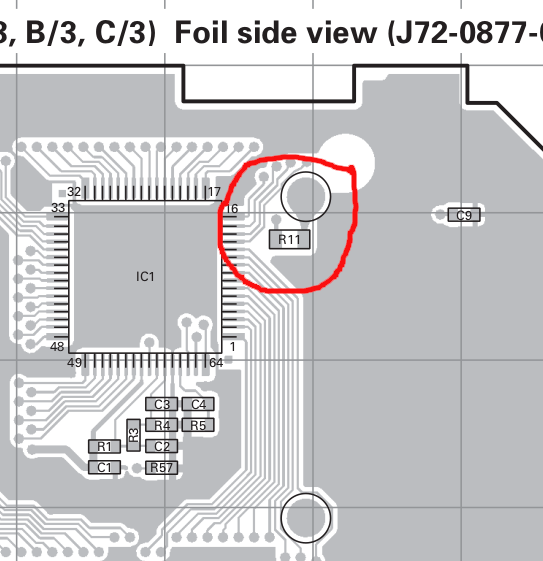 3, B/3, C/3) Foil side view (J72-0877-
32 17
33 16
C9
R11
IC1
48 1
49 64
C3 C4
R3 R4 R5
R1 C2
C1 R57